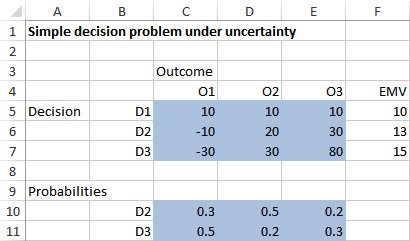 A B C D E F
1 Simple decision problem under uncertainty
2
3 Outcome
4 O1 O2 O3 EMV
5 Decision D1 10 10 10 10
6 D2 -10 20 30 13
7 D3 -30 30 80 15
8
9 Probabilities
10 D2 0.3 0.5 0.2
11 D3 0.5 0.2 0.3